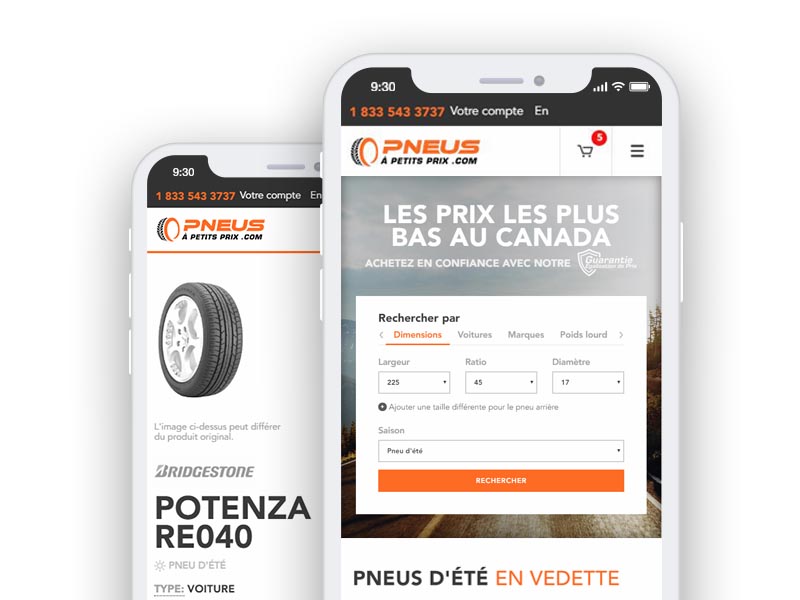 9:30
1 833 543 3737 Votre compte En
PNEUS
À PETITS PRIX .COM
L'image ci-dessus peut différer
du produit original.
BRIDGESTONE
POTENZA
RE040
PNEU D'ÉTÉ
TYPE: VOITURE
9:30
1 833 543 3737 Votre compte En
PNEUS
À PETITS PRIX .COM
5
LES PRIX LES PLUS
BAS AU CANADA
ACHETEZ EN CONFIANCE AVEC NOTRE
Guarantie
Rechercher par
Dimensions Voitures Marques Poids lourd
Largeur Ratio Diamètre
225 45 17
Ajouter une taille différente pour le pneu arrière
Saison
Pneu d'été
RECHERCHER
PNEUS D'ÉTÉ EN VEDETTE